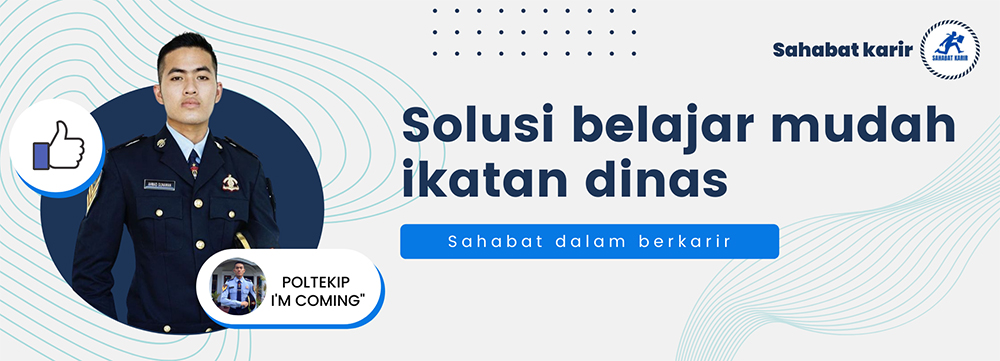 Sahabat karir
SAHABAT KARIR
Solusi belajar mudah
ikatan dinas
Sahabat dalam berkarir
POLTEKIP
I'M COMING"